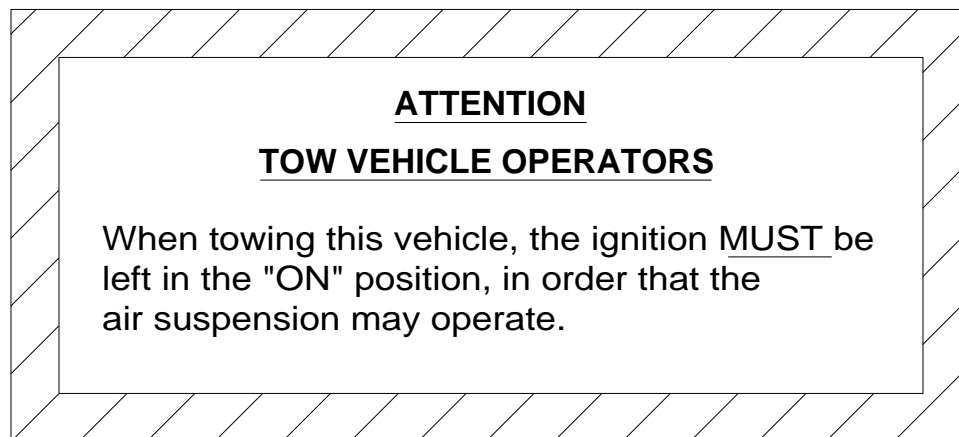 ATTENTION
TOW VEHICLE OPERATORS
When towing this vehicle, the ignition MUST be
left in the "ON" position, in order that the
air suspension may operate.